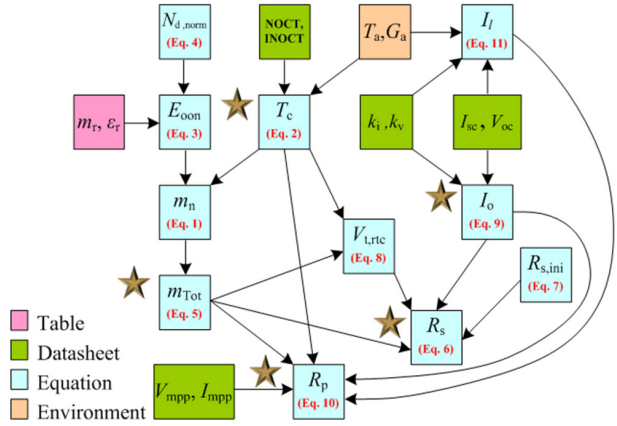 N_d,norm
(Eq. 4)
NOCT,
INOCT
T_a, G_a
I_l
(Eq. 11)
m_r, ε_r
E_oon
(Eq. 3)
T_c
(Eq. 2)
k_i, k_v
I_sc, V_oc
m_n
(Eq. 1)
I_o
(Eq. 9)
V_t,rtc
(Eq. 8)
R_s,ini
(Eq. 7)
m_Tot
(Eq. 5)
R_s
(Eq. 6)
Table
Datasheet
Equation
Environment
V_mpp, I_mpp
R_p
(Eq. 10)